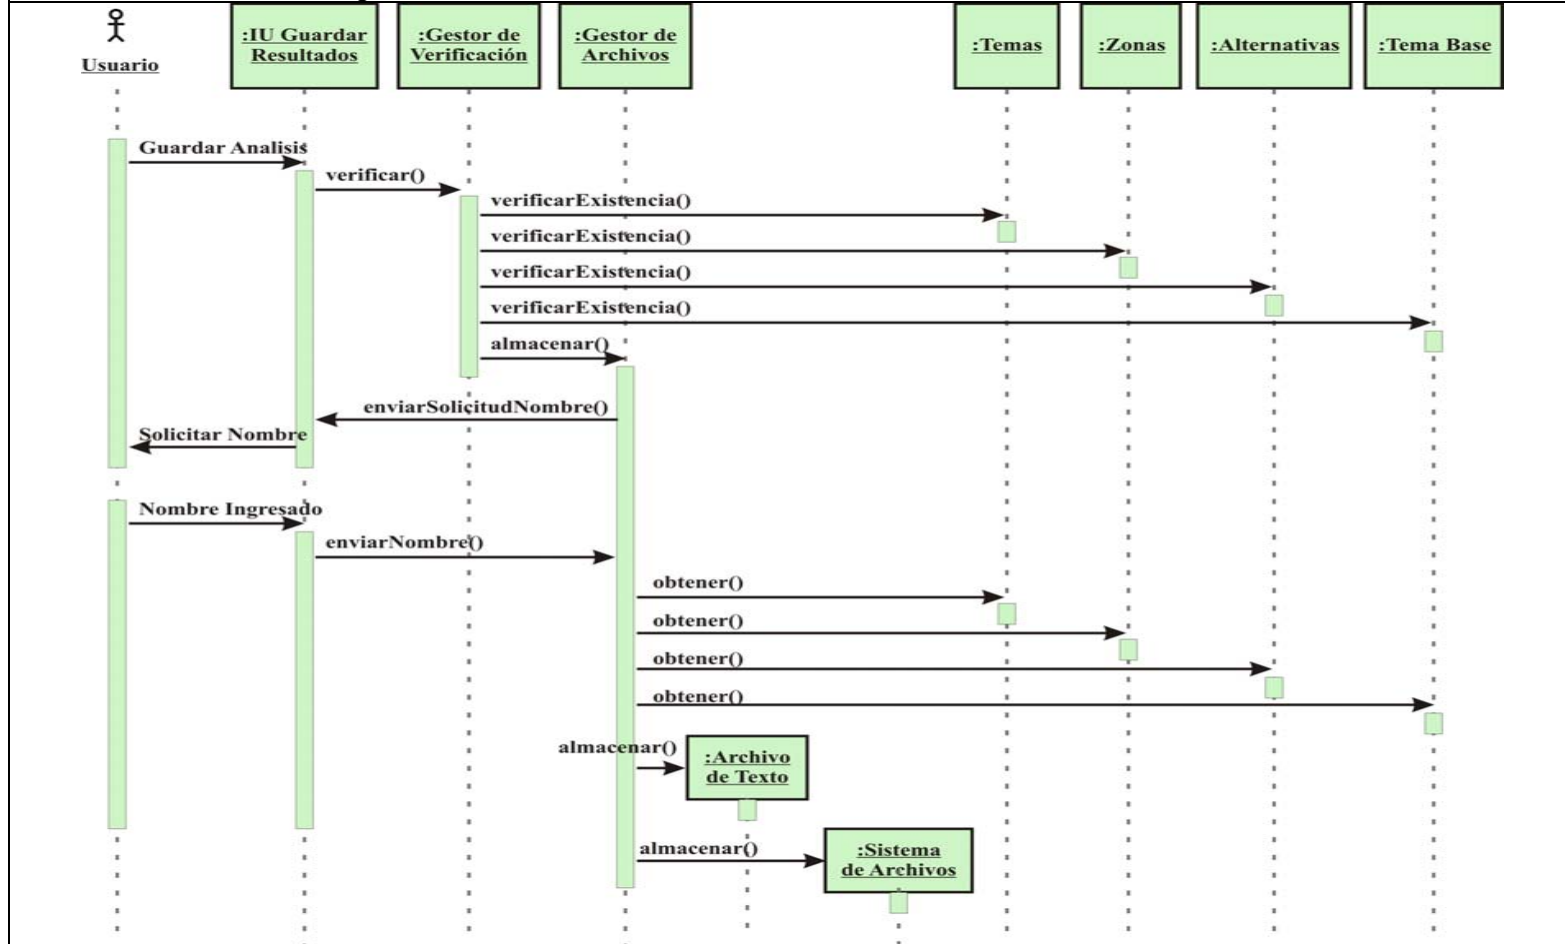 Usuario
:IU Guardar
Resultados
:Gestor de
Verificación
:Gestor de
Archivos
:Temas
:Zonas
:Alternativas
:Tema Base
Guardar Analisis
verificar()
verificarExistencia()
verificarExistencia()
verificarExistencia()
verificarExistencia()
almacenar()
enviarSolicitudNombre()
Solicitar Nombre
Nombre Ingresado
enviarNombre()
obtener()
obtener()
obtener()
obtener()
almacenar()
:Archivo
de Texto
almacenar()
:Sistema
de Archivos